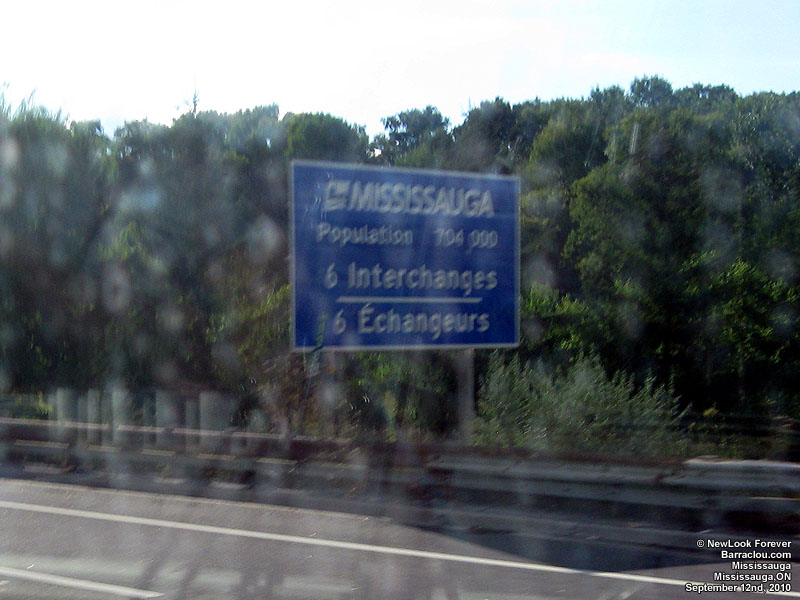 MISSISSAUGA
Population 704 000
6 Interchanges
6 Échangeurs
© NewLook Forever
Barraclou.com
Mississauga
Mississauga,ON
September 12nd, 2010